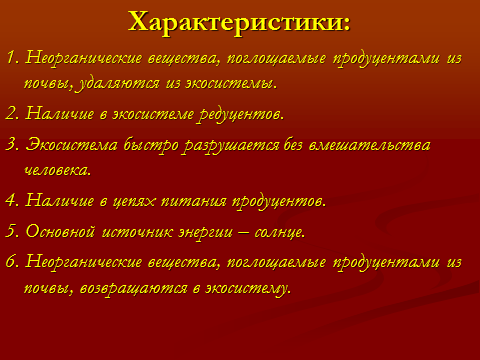 Характеристики:
1. Неорганические вещества, поглощаемые продуцентами из
почвы, удаляются из экосистемы.
2. Наличие в экосистеме редуцентов.
3. Экосистема быстро разрушается без вмешательства
человека.
4. Наличие в цепях питания продуцентов.
5. Основной источник энергии – солнце.
6. Неорганические вещества, поглощаемые продуцентами из
почвы, возвращаются в экосистему.